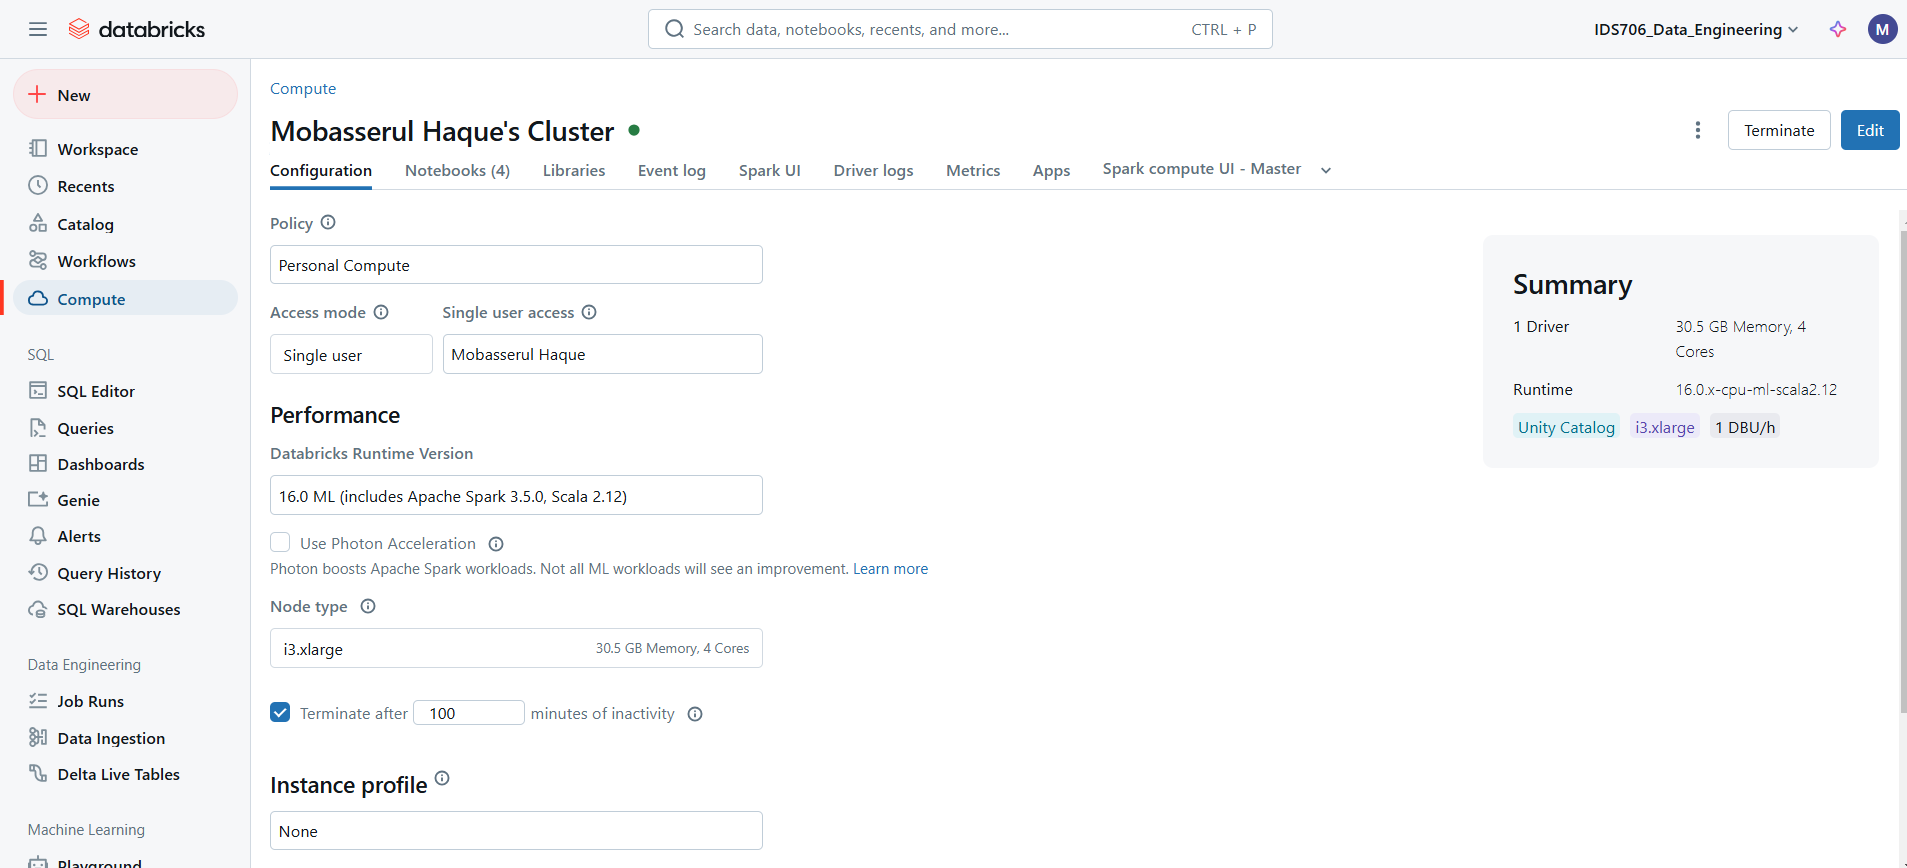 databricks
Search data, notebooks, recents, and more...
CTRL + P
IDS706_Data_Engineering
M
New
Workspace
Recents
Catalog
Workflows
Compute
SQL
SQL Editor
Queries
Dashboards
Genie
Alerts
Query History
SQL Warehouses
Data Engineering
Job Runs
Data Ingestion
Delta Live Tables
Machine Learning
Playground
Compute
Mobasserul Haque's Cluster
Terminate
Edit
Configuration
Notebooks (4)
Libraries
Event log
Spark UI
Driver logs
Metrics
Apps
Spark compute UI - Master
Policy
Personal Compute
Access mode
Single user access
Single user
Mobasserul Haque
Performance
Databricks Runtime Version
16.0 ML (includes Apache Spark 3.5.0, Scala 2.12)
Use Photon Acceleration
Photon boosts Apache Spark workloads. Not all ML workloads will see an improvement. Learn more
Node type
i3.xlarge
30.5 GB Memory, 4 Cores
Terminate after 100 minutes of inactivity
Instance profile
None
Summary
1 Driver
30.5 GB Memory, 4
Cores
Runtime
16.0.x-cpu-ml-scala2.12
Unity Catalog
i3.xlarge
1 DBU/h